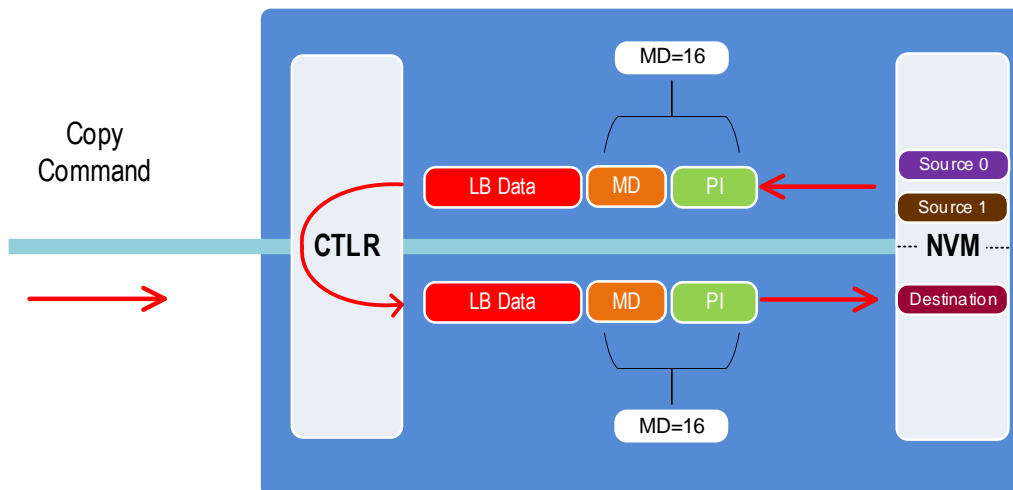 MD=16
Copy
Command
LB Data
MD
PI
Source 0
Source 1
CTLR
NVM
LB Data
MD
PI
Destination
MD=16